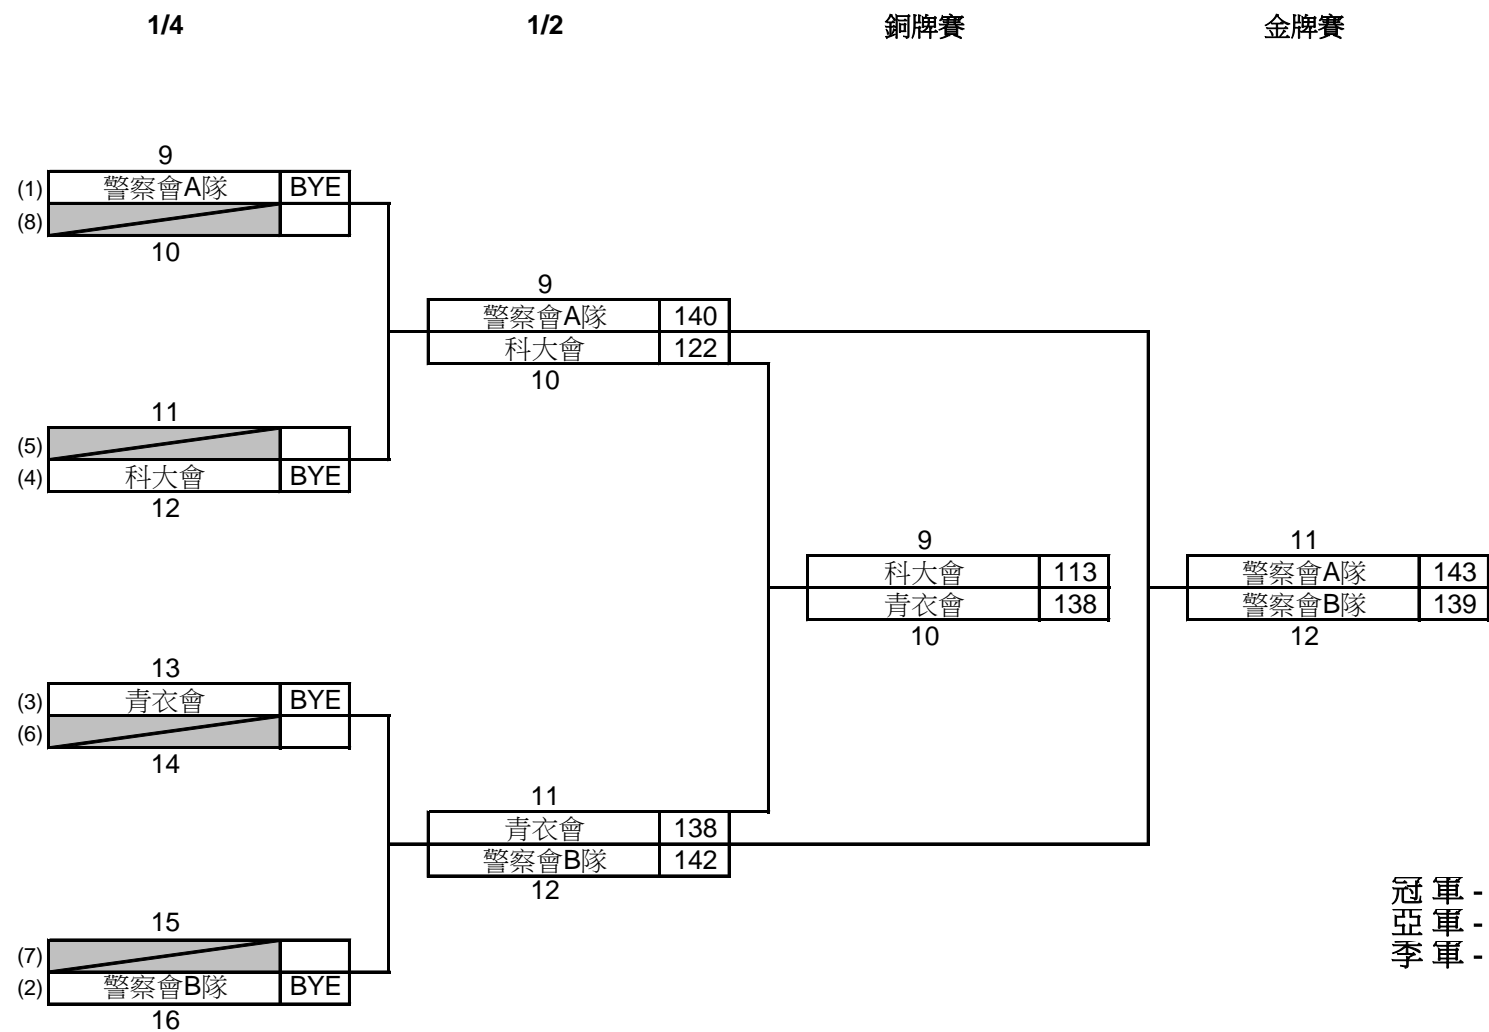 1/4 1/2 銅牌賽 金牌賽
9
(1) 警察會A隊 BYE
(8)
10
9
警察會A隊 140
科大會 122
10
11
(5)
(4) 科大會 BYE
12
9 11
科大會 113 警察會A隊 143
青衣會 138 警察會B隊 139
10 12
13
(3) 青衣會 BYE
(6)
14
11
青衣會 138
警察會B隊 142
12
冠軍 -
15
亞軍 -
(7)
季軍 -
(2) 警察會B隊 BYE
16